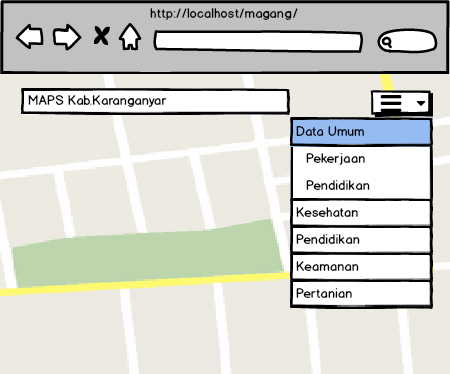 http://localhost/magang/
MAPS Kab.Karanganyar
Data Umum
Pekerjaan
Pendidikan
Kesehatan
Pendidikan
Keamanan
Pertanian